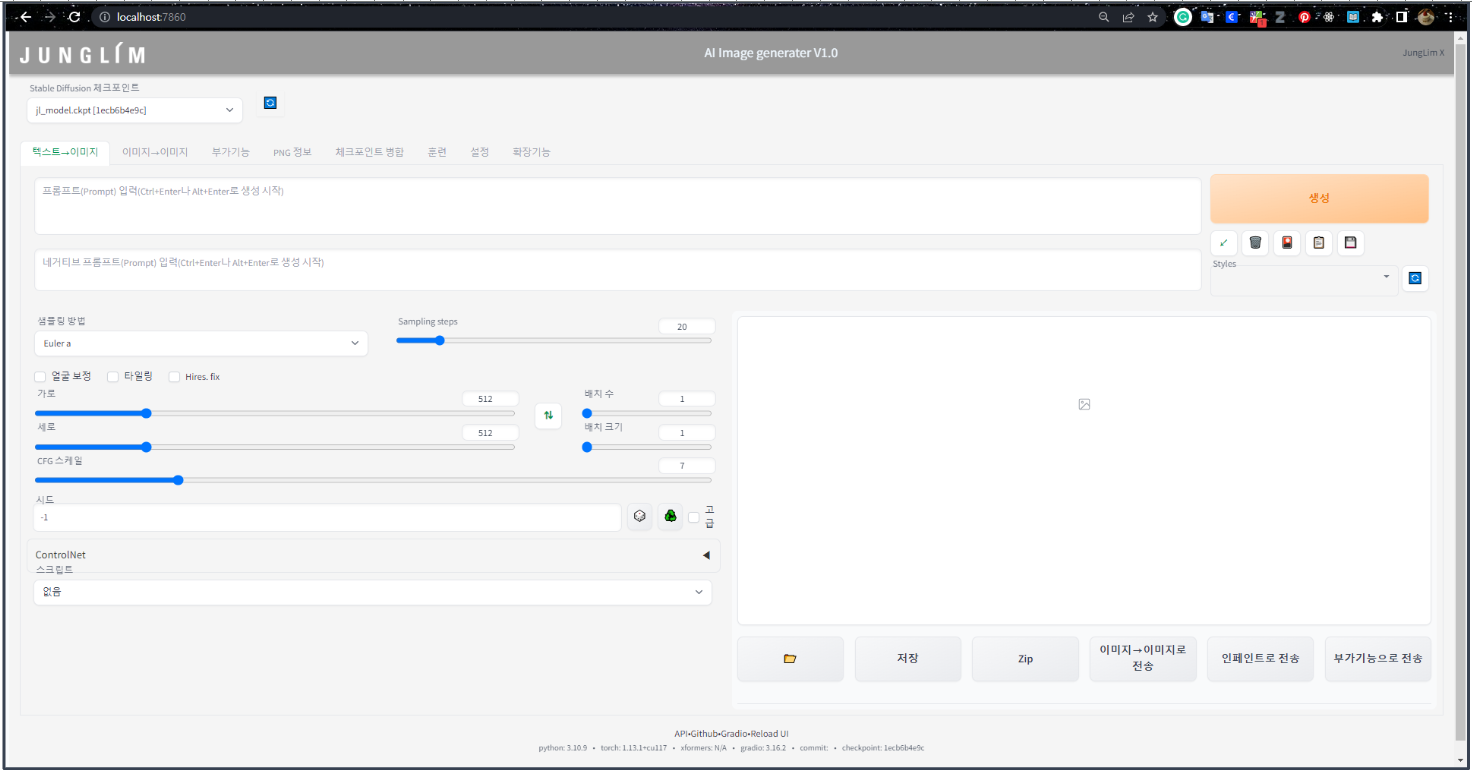 localhost:7860
JUNGLÍM
AI Image generater V1.0
JungLim X
Stable Diffusion 체크포인트
jl_model.ckpt [1ecb6b4e9c]
텍스트→이미지 이미지→이미지 부가기능 PNG 정보 체크포인트 병합 훈련 설정 확장기능
프롬프트(Prompt) 입력(Ctrl+Enter나 Alt+Enter로 생성 시작)
생성
네거티브 프롬프트(Prompt) 입력(Ctrl+Enter나 Alt+Enter로 생성 시작)
Styles
샘플링 방법
Euler a
Sampling steps
20
얼굴 보정 타일링 Hires. fix
가로
512
배치 수
1
세로
512
배치 크기
1
CFG 스케일
7
시드
-1
고
급
ControlNet
스크립트
없음
저장
Zip
이미지→이미지로
전송
인페인트로 전송
부가기능으로 전송
API•Github•Gradio•Reload UI
python: 3.10.9 • torch: 1.13.1+cu117 • xformers: N/A • gradio: 3.16.2 • commit: • checkpoint: 1ecb6b4e9c